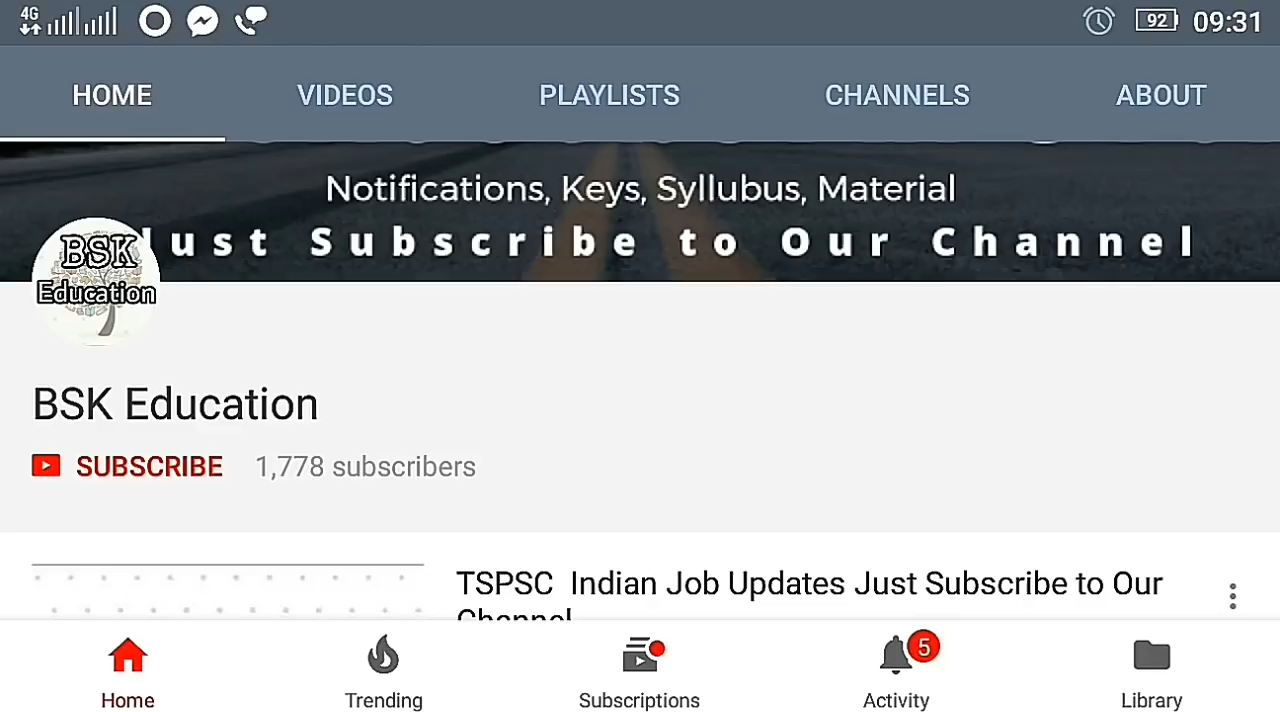 4G 92 09:31
HOME VIDEOS PLAYLISTS CHANNELS ABOUT
Notifications, Keys, Syllubus, Material
Just Subscribe to Our Channel
BSK
Education
BSK Education
SUBSCRIBE 1,778 subscribers
TSPSC Indian Job Updates Just Subscribe to Our
Channel
5
Home Trending Subscriptions Activity Library